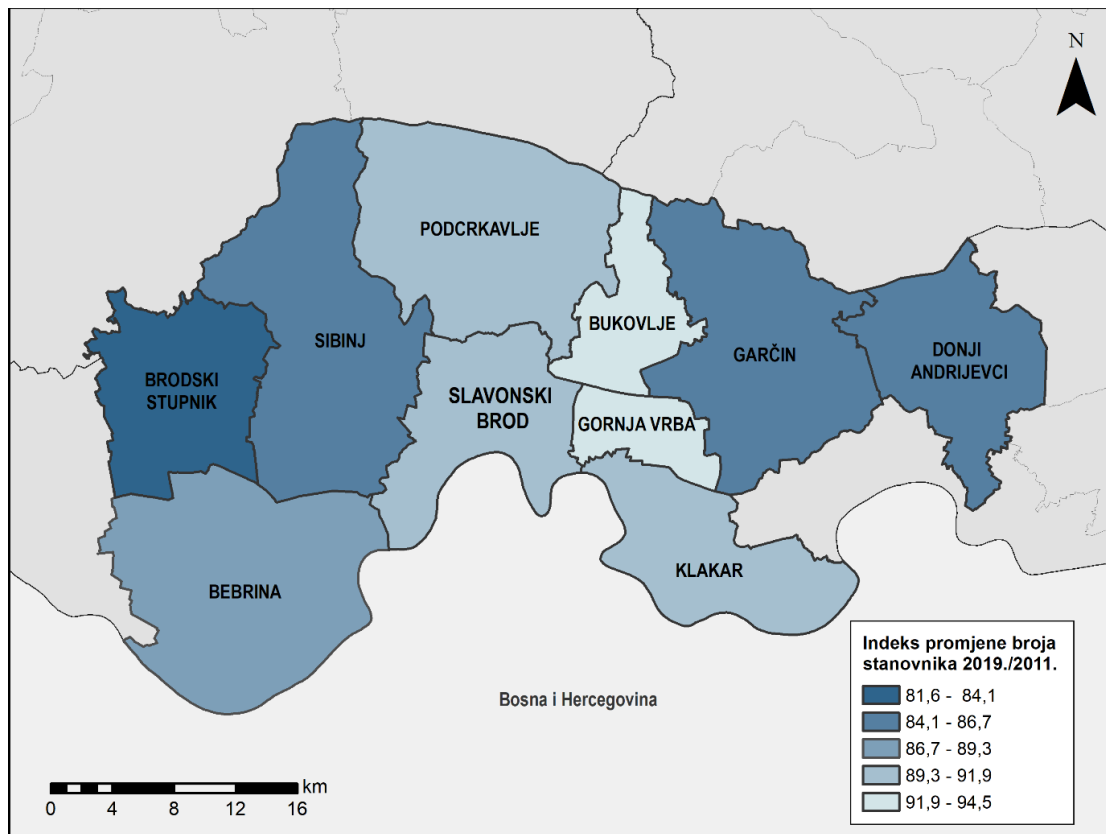 N
PODCRKAVLJE
BUKOVLJE
SIBINJ
GARČIN
DONJI
ANDRIJEVCI
BRODSKI
STUPNIK
SLAVONSKI
BROD
GORNJA VRBA
KLAKAR
BEBRINA
Bosna i Hercegovina
Indeks promjene broja
stanovnika 2019./2011.
81,6 - 84,1
84,1 - 86,7
86,7 - 89,3
89,3 - 91,9
91,9 - 94,5
km
0 4 8 12 16